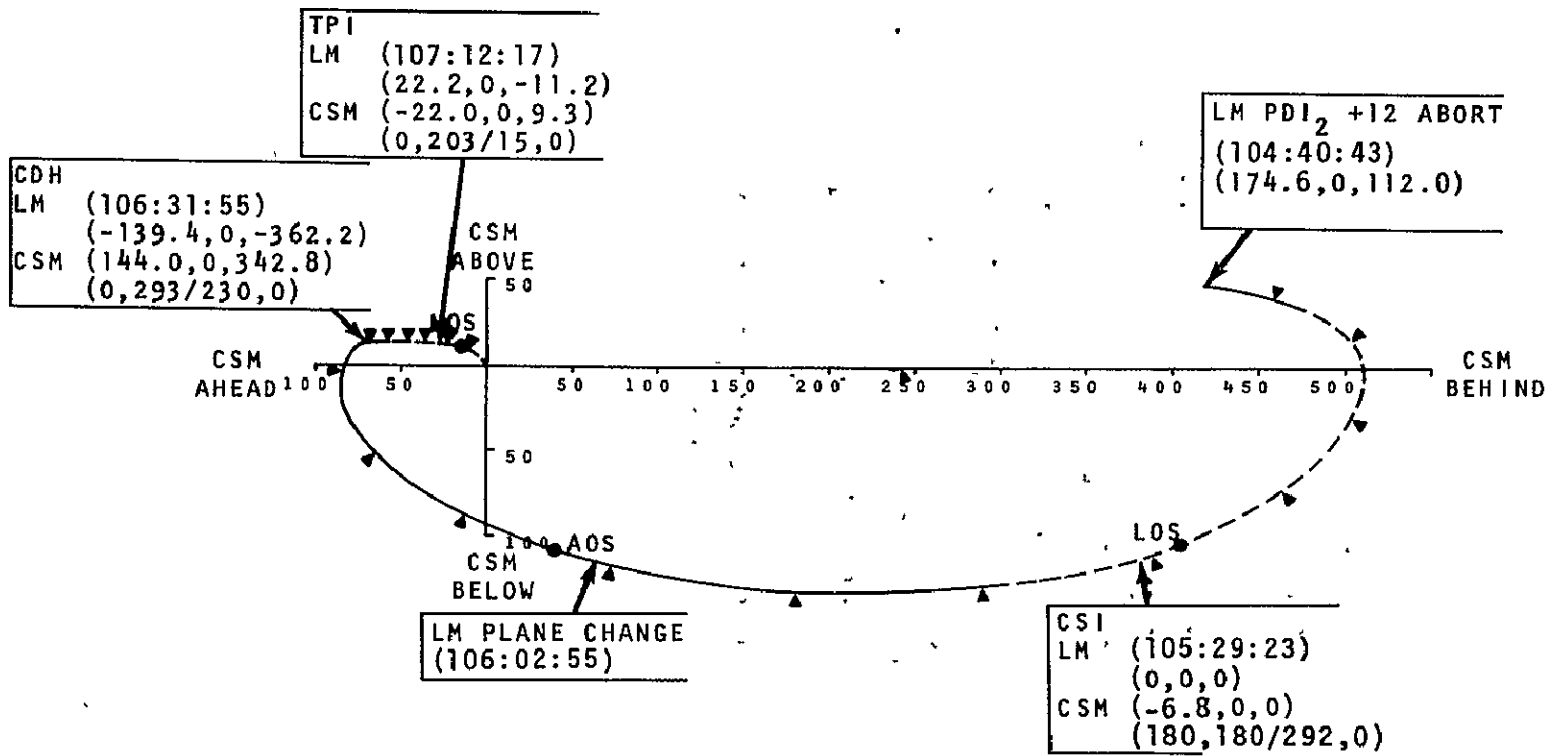 TPI
LM (107:12:17)
(22.2,0,-11.2)
CSM (-22.0,0,9.3)
(0,203/15,0)
LM PDI₂ +12 ABORT
(104:40:43)
(174.6,0,112.0)
CDH
LM (106:31:55)
(-139.4,0,-362.2)
CSM (144.0,0,342.8)
(0,293/230,0)
CSM
ABOVE
50
CSM
AHEAD
100 50 50 100 150 200 250 300 350 400 450 500
CSM
BEHIND
50
100
AOS
LOS
CSM
BELOW
LM PLANE CHANGE
(106:02:55)
CSI
LM (105:29:23)
(0,0,0)
CSM (-6.8,0,0)
(180,180/292,0)